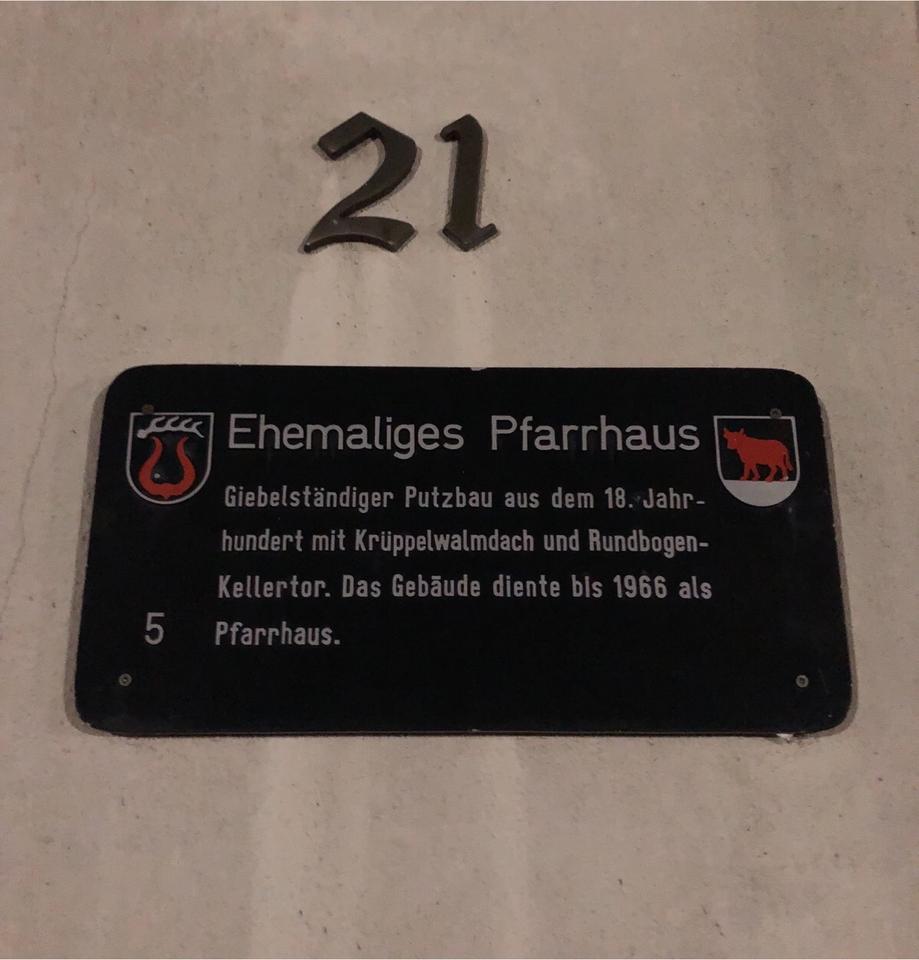 21
Ehemaliges Pfarrhaus
Giebelständiger Putzbau aus dem 18. Jahr-
hundert mit Krüppelwalmdach und Rundbogen-
Kellertor. Das Gebäude diente bis 1966 als
Pfarrhaus.
5